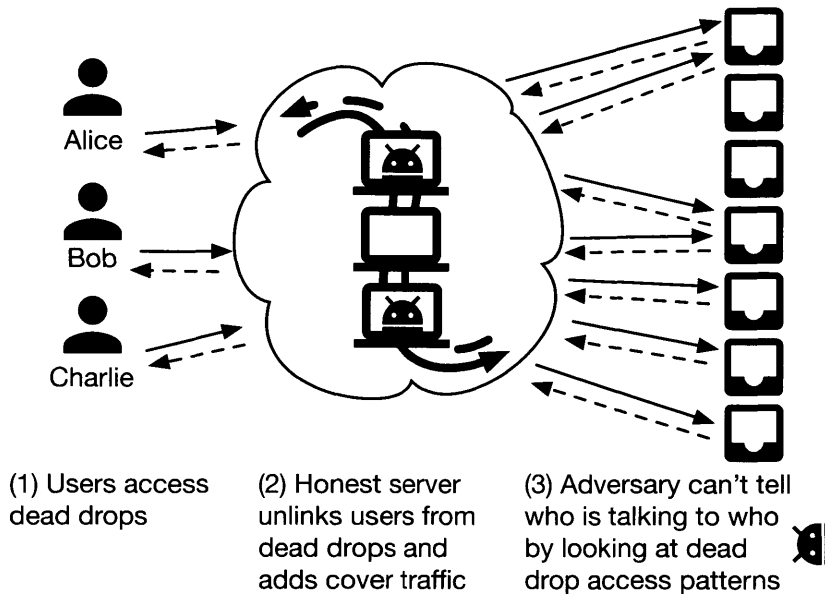 Alice
Bob
Charlie
(1) Users access
dead drops
(2) Honest server
unlinks users from
dead drops and
adds cover traffic
(3) Adversary can't tell
who is talking to who
by looking at dead
drop access patterns